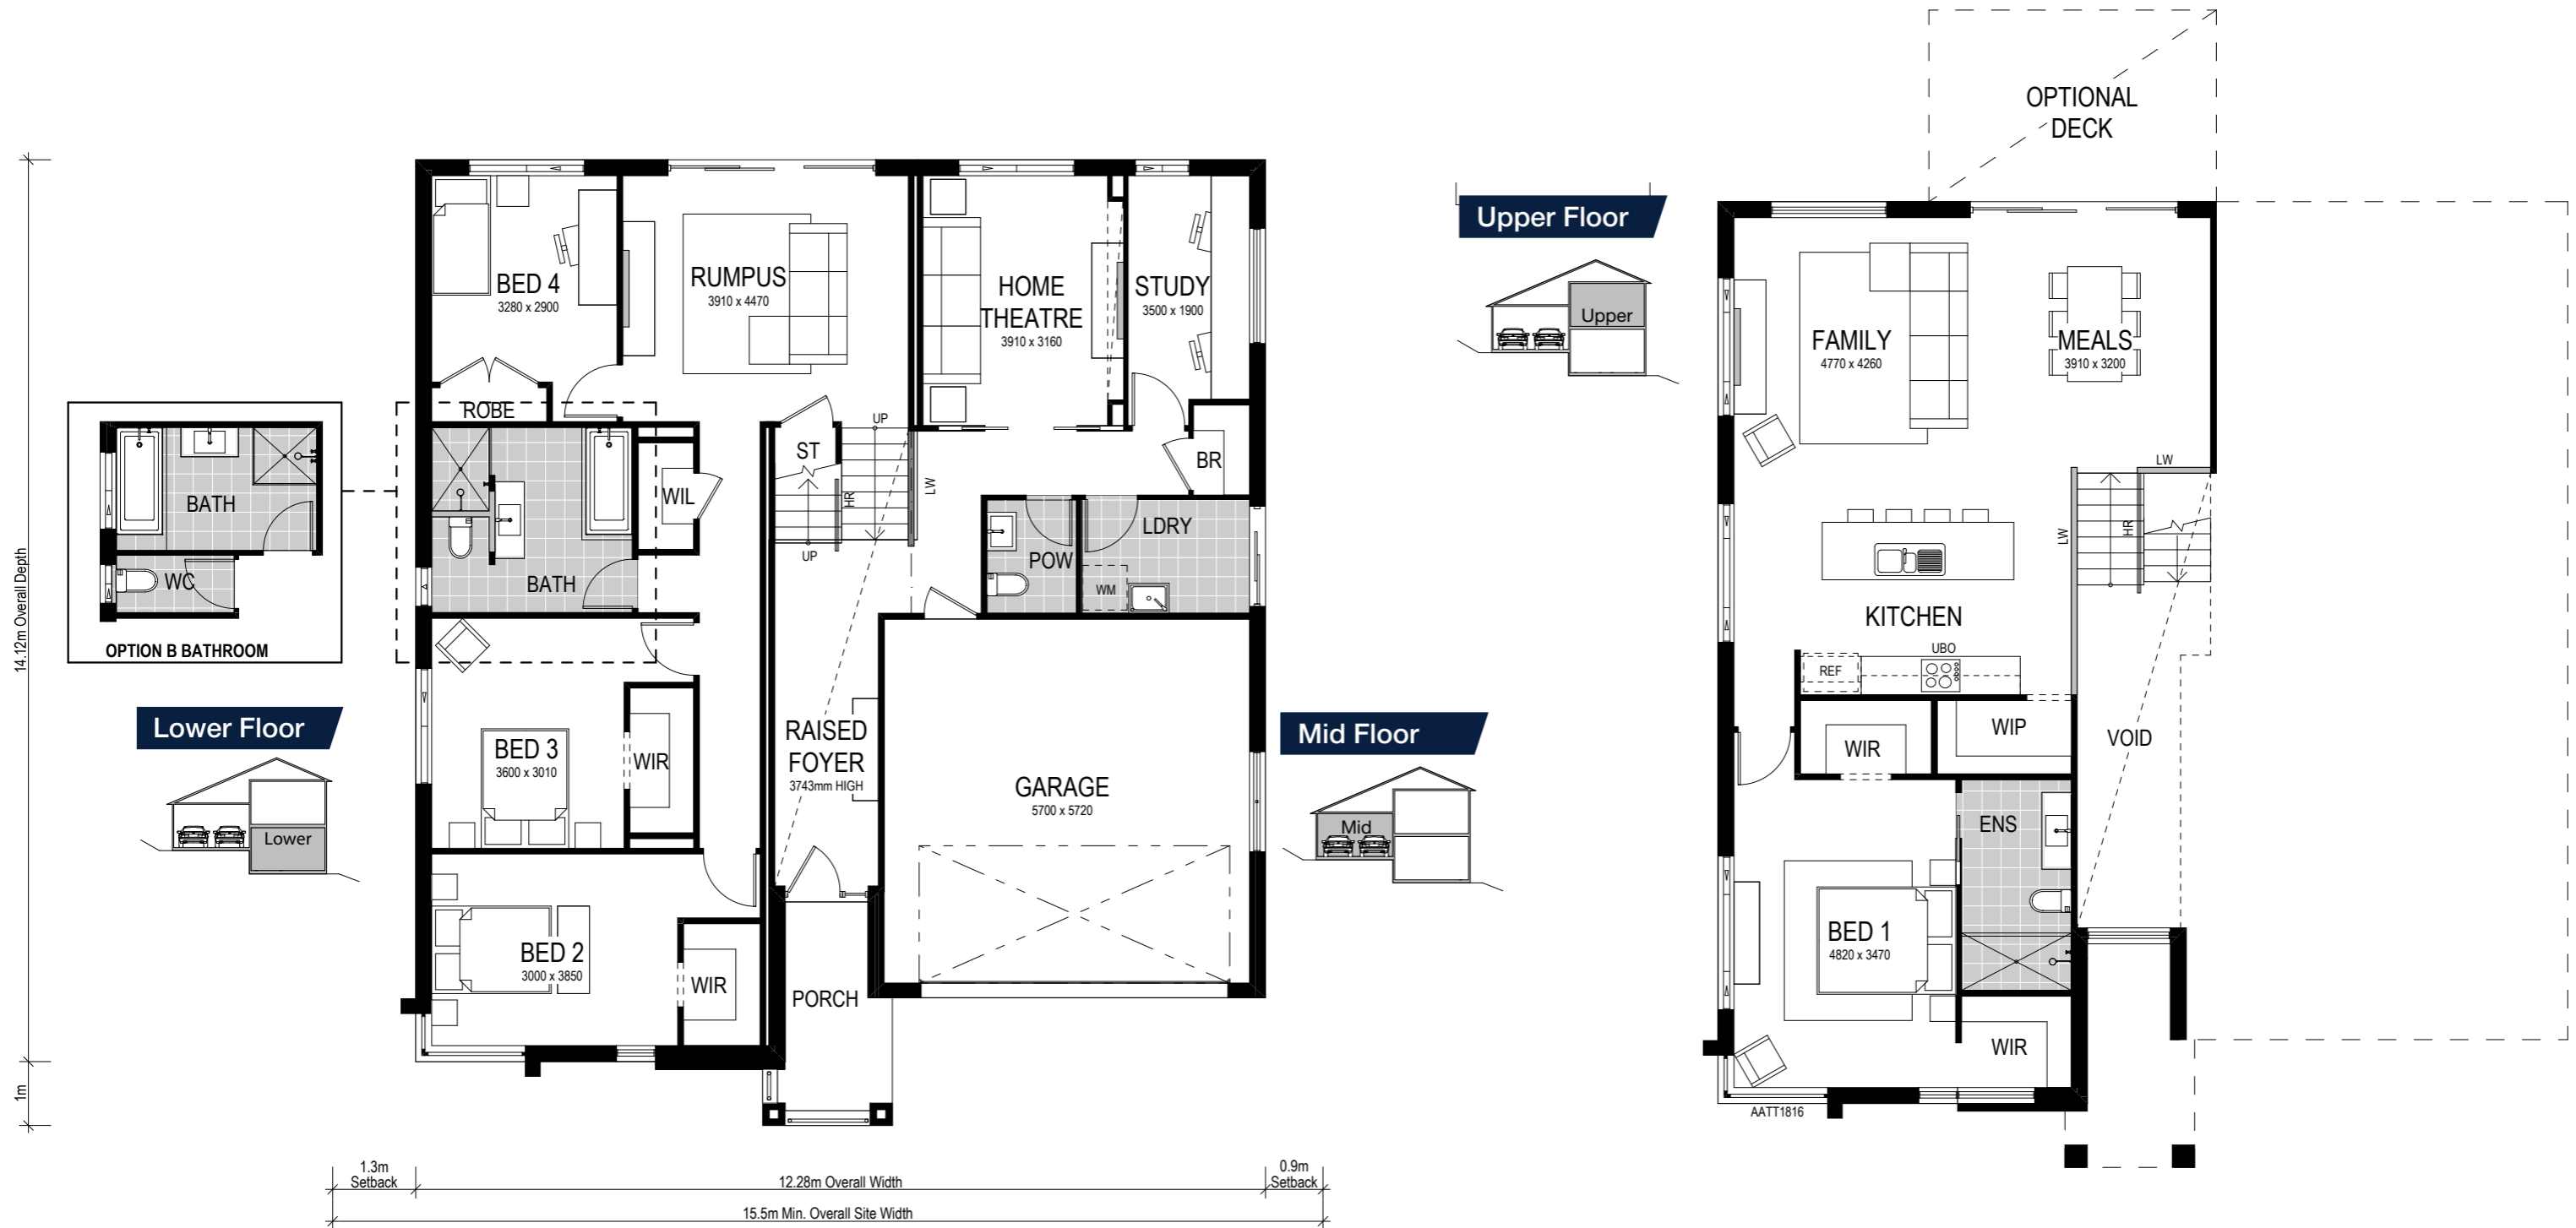 OPTIONAL
DECK
Upper Floor
Upper
BED 4
3280 x 2900
RUMPUS
3910 x 4470
HOME
THEATRE
3910 x 3160
STUDY
3500 x 1900
ROBE
UP
ST
HR
LW
BR
WIL
UP
BATH
POW
LDRY
WM
BATH
WC
OPTION B BATHROOM
14.12m Overall Depth
1m
Lower Floor
Lower
BED 3
3600 x 3010
WIR
RAISED
FOYER
3743mm HIGH
GARAGE
5700 x 5720
Mid Floor
Mid
BED 2
3000 x 3850
WIR
PORCH
1.3m
Setback
12.28m Overall Width
0.9m
Setback
15.5m Min. Overall Site Width
FAMILY
4770 x 4260
MEALS
3910 x 3200
LW
LW
HR
KITCHEN
UBO
REF
WIR
WIP
VOID
ENS
BED 1
4820 x 3470
WIR
AATT1816